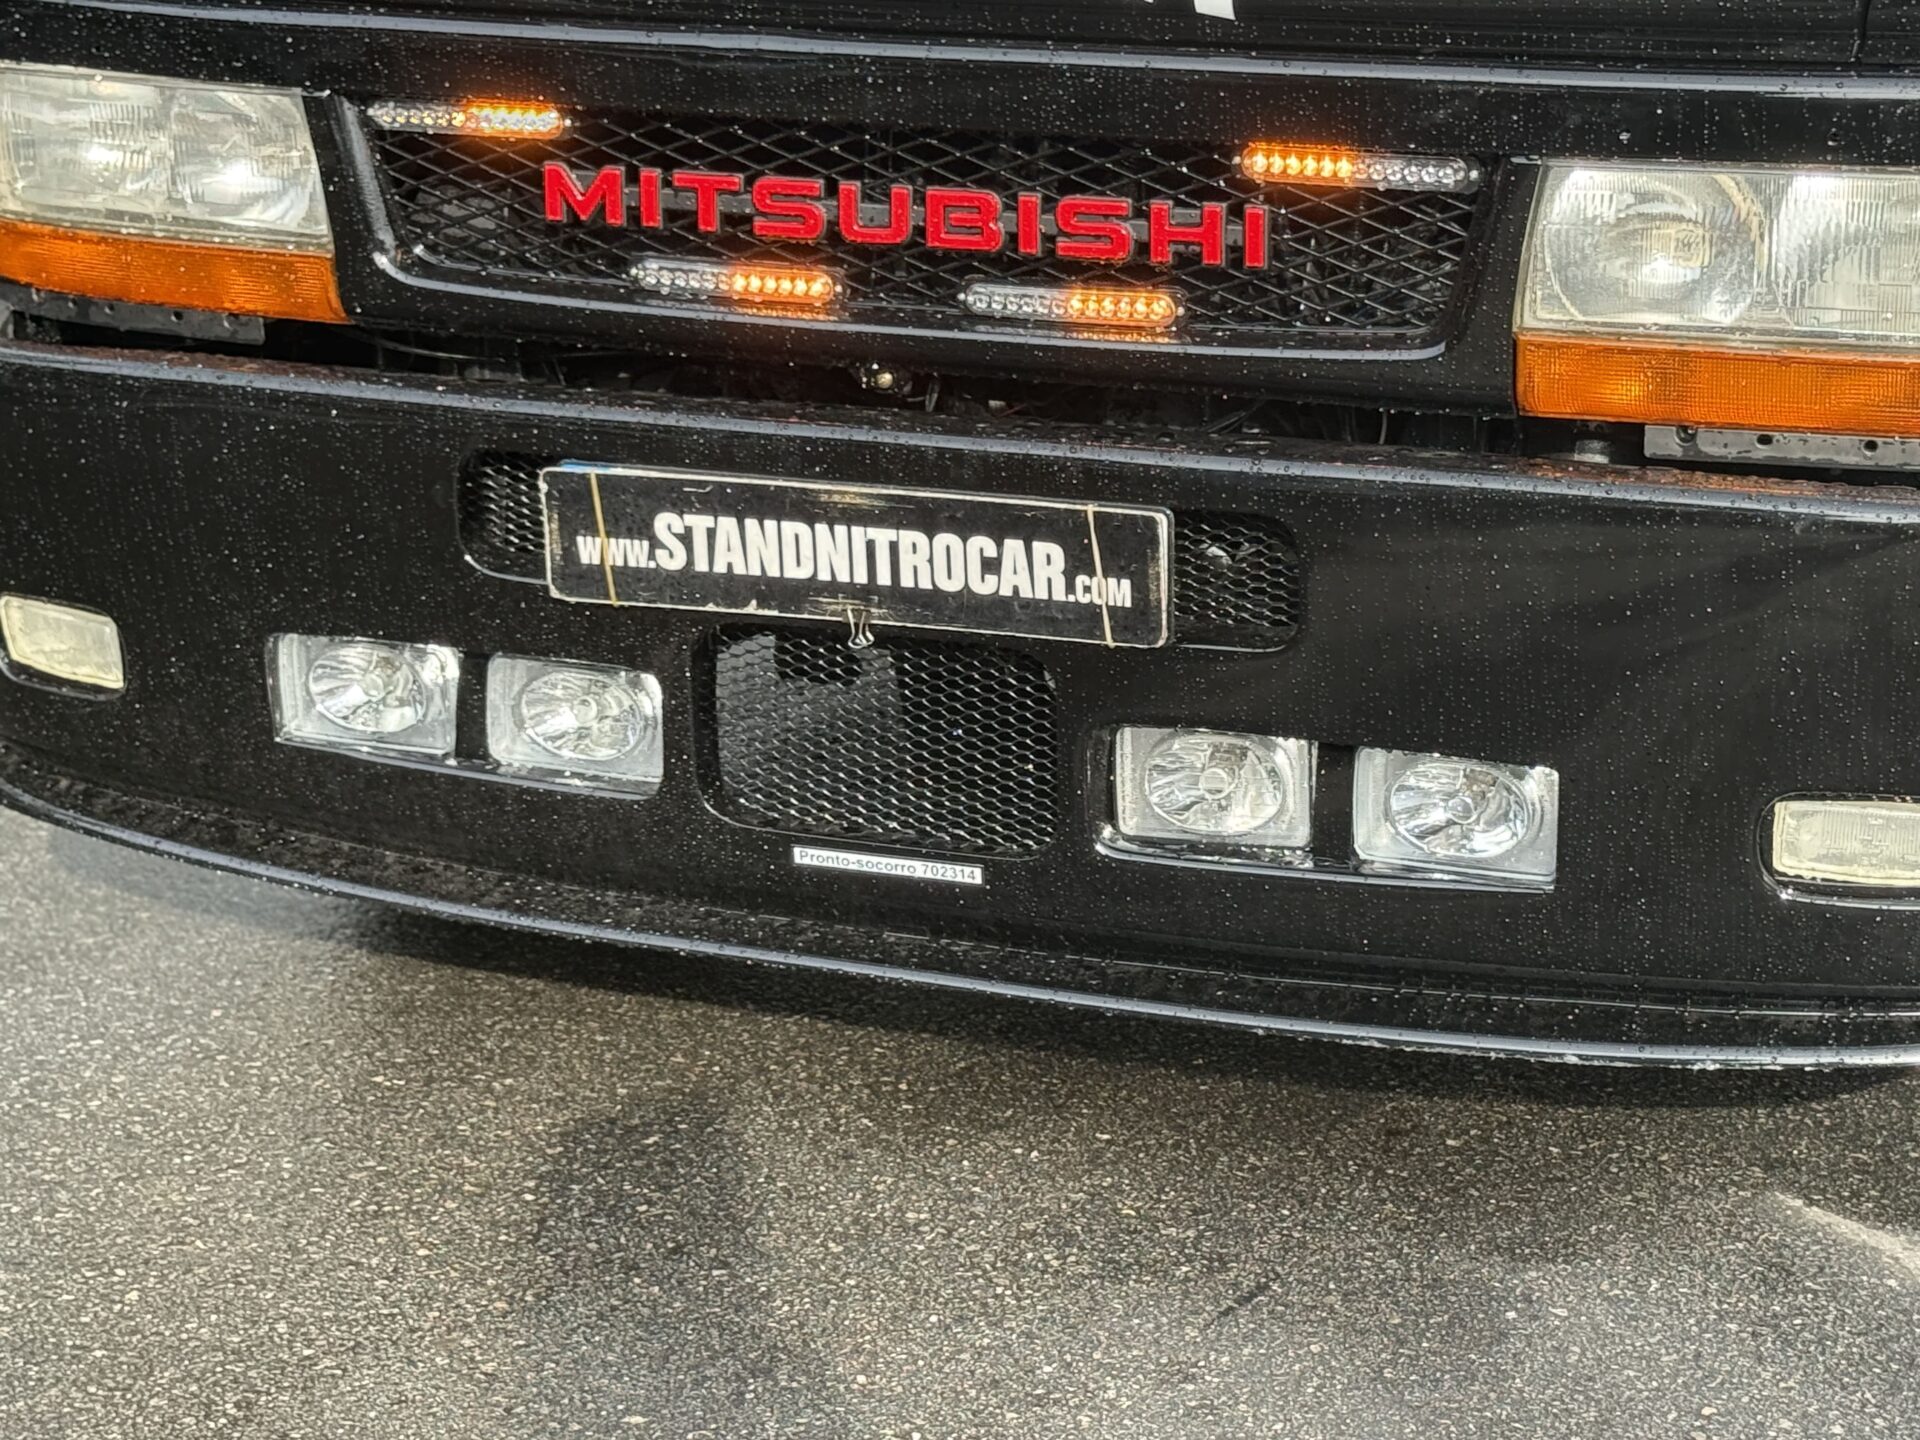 MITSUBISHI
www.STANDNITROCAR.COM
Pronto-socorro 702314